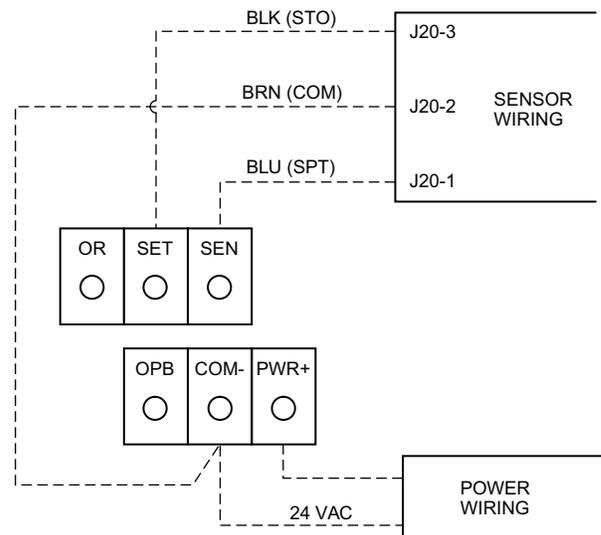 BLK (STO)
J20-3
BRN (COM)
J20-2
SENSOR
WIRING
BLU (SPT)
J20-1
OR SET SEN
OPB COM- PWR+
24 VAC
POWER
WIRING